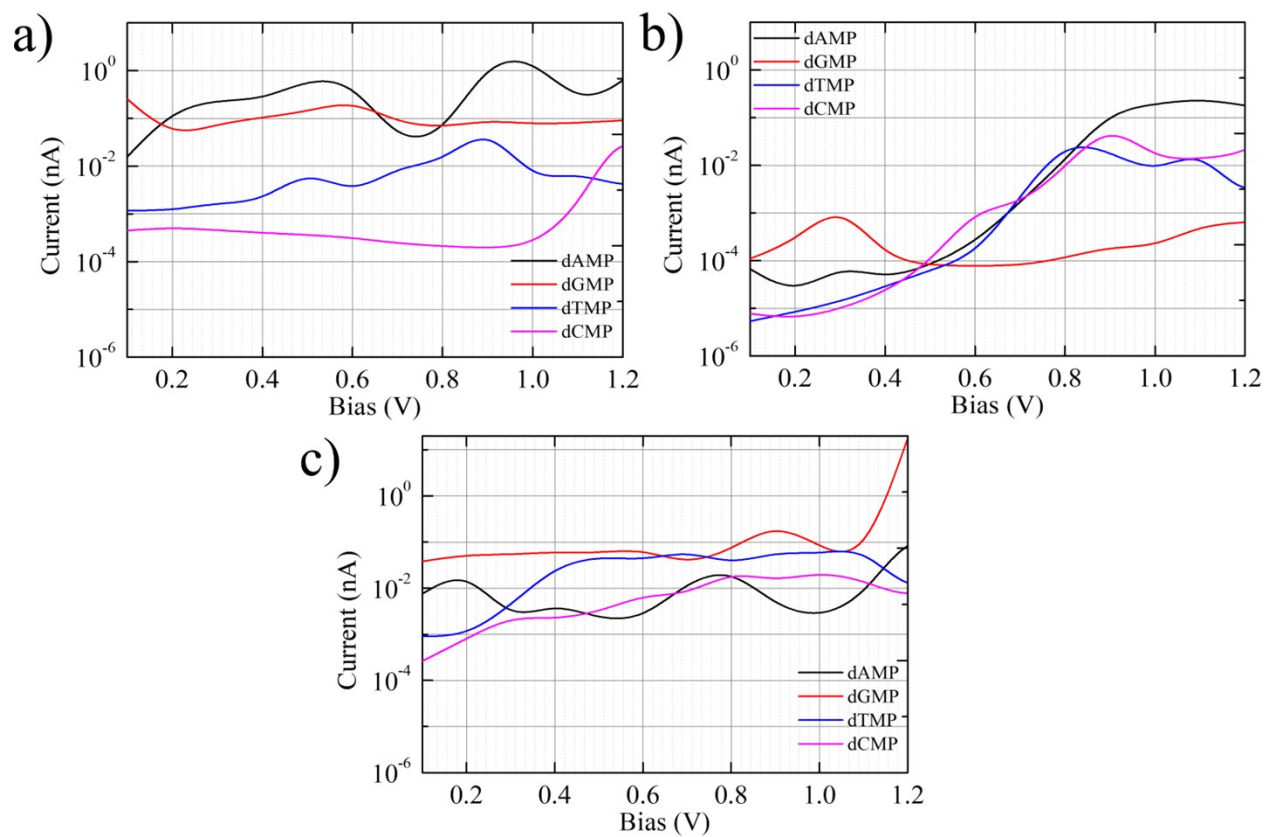 a)
Current (nA)
10^0
10^-2
10^-4
10^-6
dAMP
dGMP
dTMP
dCMP
0.2 0.4 0.6 0.8 1.0 1.2
Bias (V)
b)
Current (nA)
10^0
10^-2
10^-4
10^-6
dAMP
dGMP
dTMP
dCMP
0.2 0.4 0.6 0.8 1.0 1.2
Bias (V)
c)
Current (nA)
10^0
10^-2
10^-4
10^-6
dAMP
dGMP
dTMP
dCMP
0.2 0.4 0.6 0.8 1.0 1.2
Bias (V)